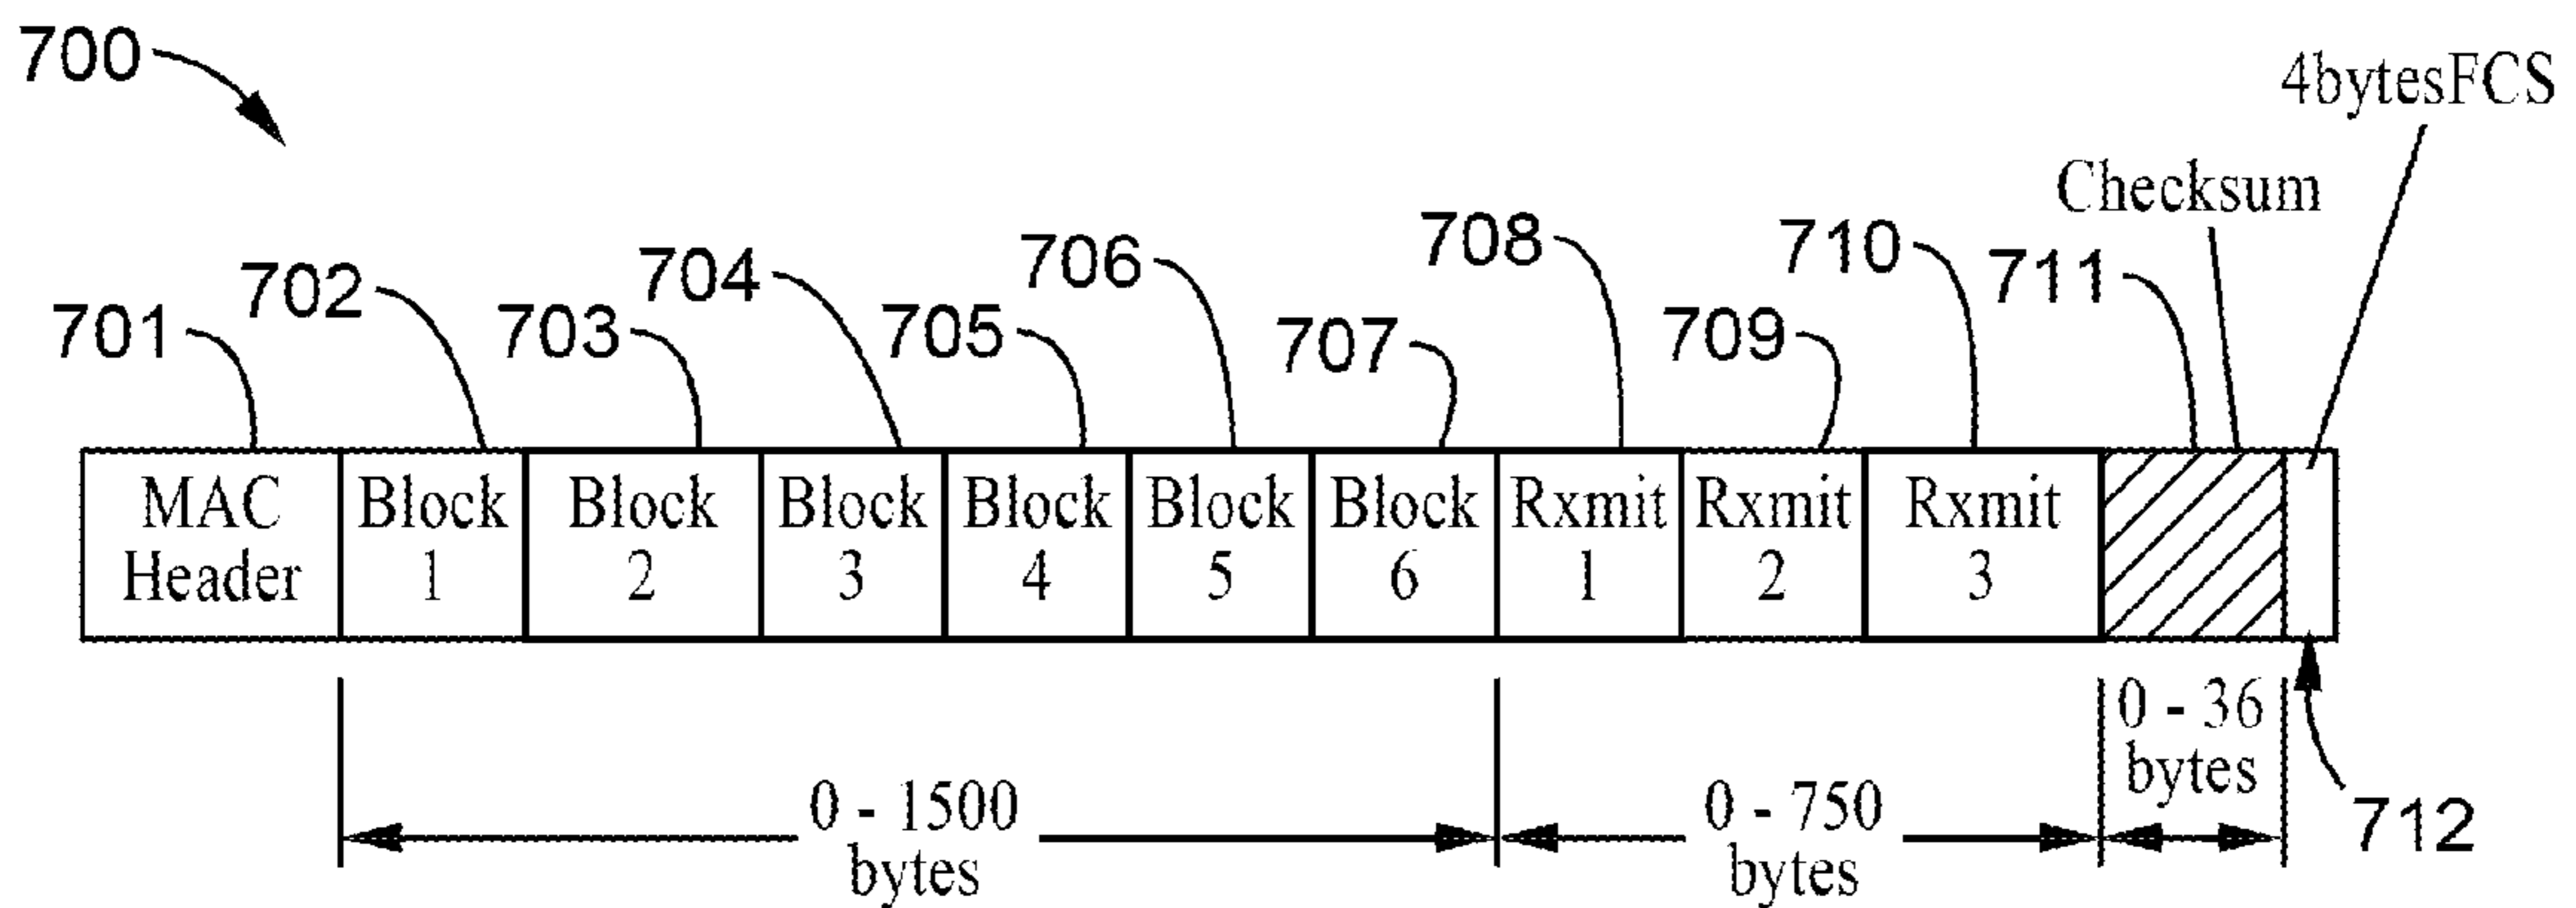 700
4bytesFCS
Checksum
701
702
703
704
705
706
707
708
709
710
711
MAC
Header
Block
1
Block
2
Block
3
Block
4
Block
5
Block
6
Rxmit
1
Rxmit
2
Rxmit
3
0 - 1500
bytes
0 - 750
bytes
0 - 36
bytes
712